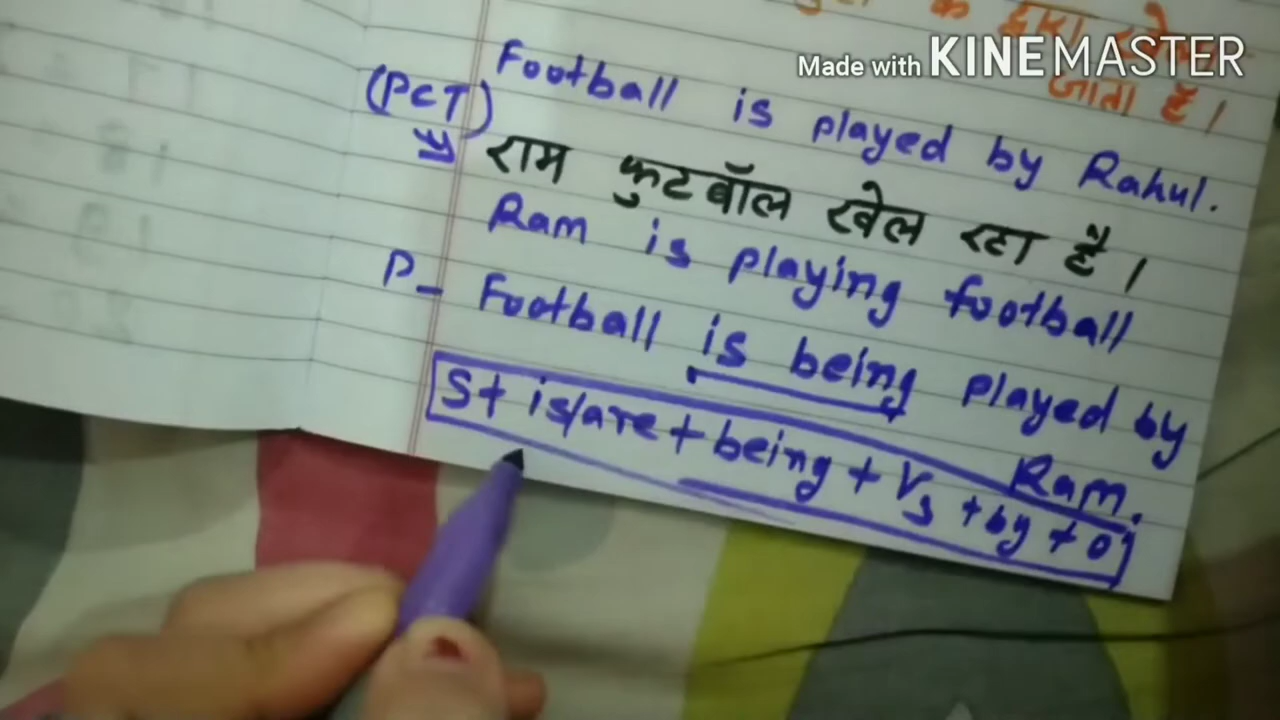 के द्वारा
जाता है।
Made with KINEMASTER
Football is played by Rahul.
(PCT)
राम फुटबॉल खेल रहा है।
Ram is playing football
P- Football is being played by
Ram.
S+ is/are + being + V3 + by + O